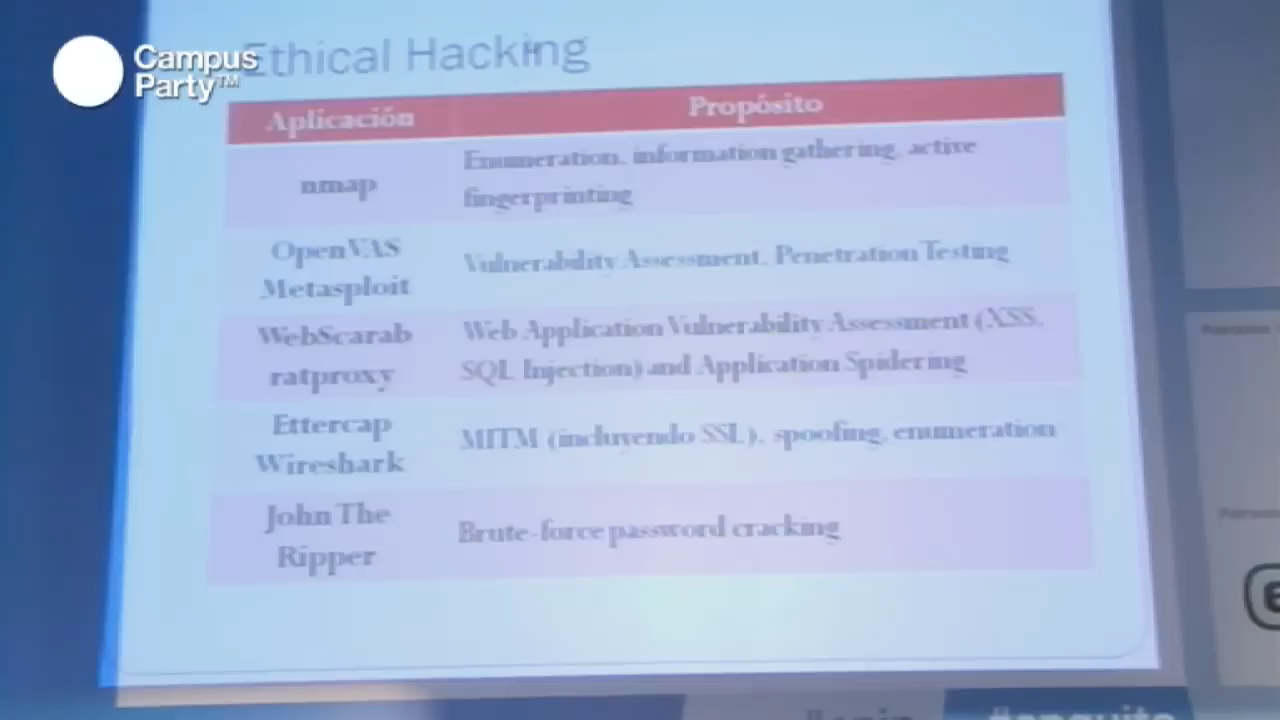 Campus
Party™
Ethical Hacking
Aplicación Propósito
nmap
Enumeration, information gathering, active
fingerprinting
OpenVAS
Metasploit
Vulnerability Assessment, Penetration Testing
WebScarab
ratproxy
Web Application Vulnerability Assessment (XSS,
SQL Injection) and Application Spidering
Ettercap
Wireshark
MITM (incluyendo SSL), spoofing, enumeration
John The
Ripper
Brute-force password cracking